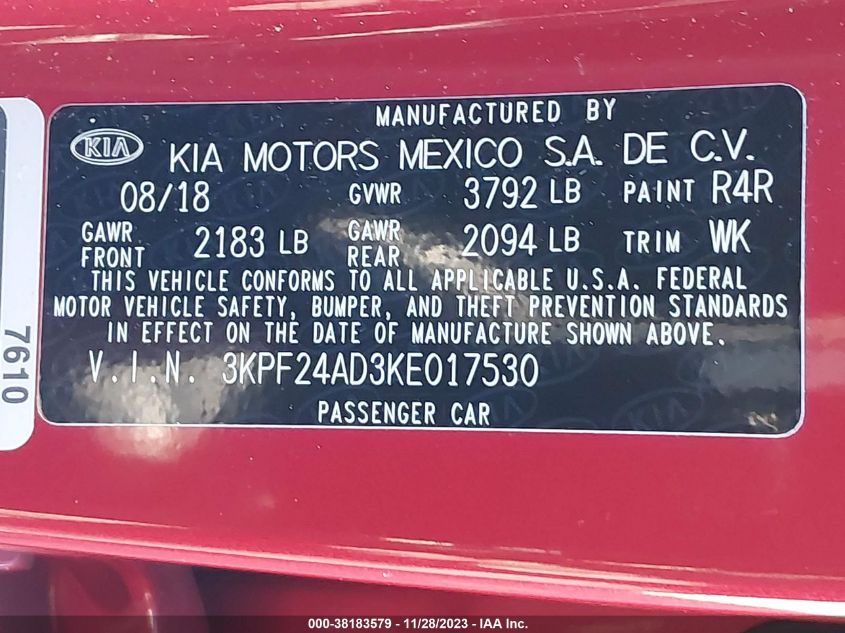 MANUFACTURED BY
KIA KIA MOTORS MEXICO S.A. DE C.V.
08/18 GVWR 3792 LB PAINT R4R
GAWR FRONT 2183 LB GAWR REAR 2094 LB TRIM WK
THIS VEHICLE CONFORMS TO ALL APPLICABLE U.S.A. FEDERAL
MOTOR VEHICLE SAFETY, BUMPER, AND THEFT PREVENTION STANDARDS
IN EFFECT ON THE DATE OF MANUFACTURE SHOWN ABOVE.
V.I.N. 3KPF24AD3KE017530
PASSENGER CAR
7610
000-38183579 - 11/28/2023 - IAA Inc.